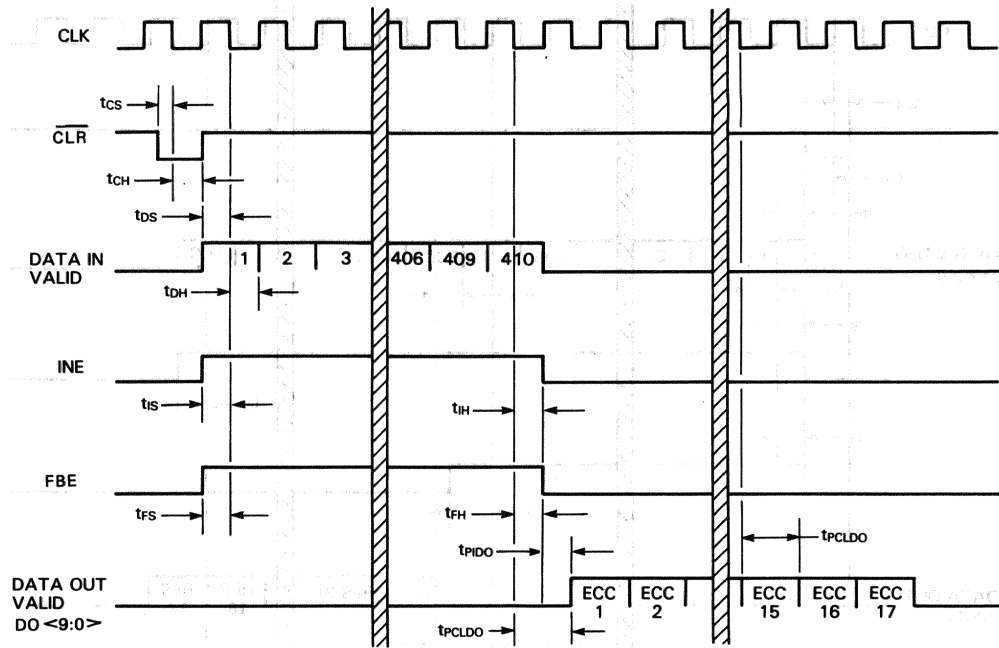 CLK
tCS
CLR
tCH
tDS
DATA IN
VALID
1 2 3 406 409 410
tDH
INE
tIS
tIH
FBE
tFS
tFH
tPCLDO
tPIDO
DATA OUT
VALID
DO <9:0>
ECC
1
ECC
2
ECC
15
ECC
16
ECC
17
tPCLDO